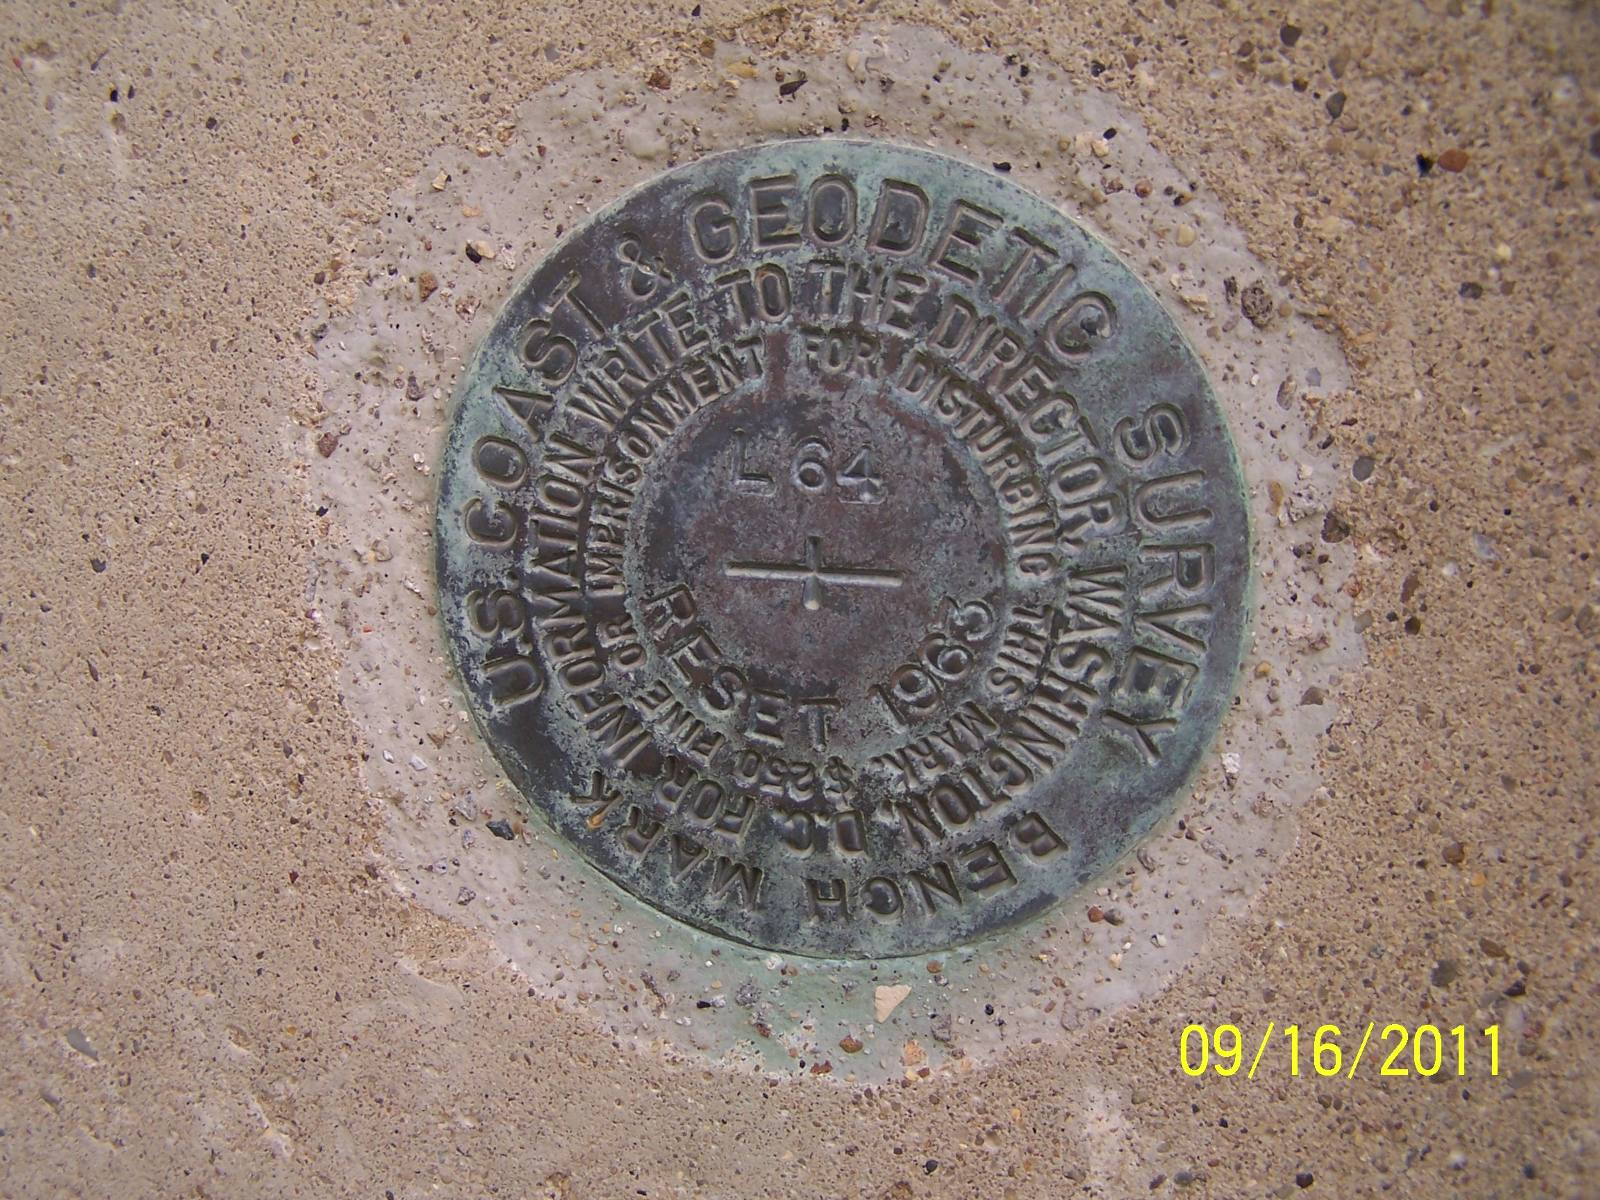 U.S. COAST & GEODETIC SURVEY
BENCH MARK
FOR INFORMATION WRITE TO THE DIRECTOR, WASHINGTON, D.C.
$250 FINE OR IMPRISONMENT FOR DISTURBING THIS MARK.
L 64
RESET 1963
09/16/2011